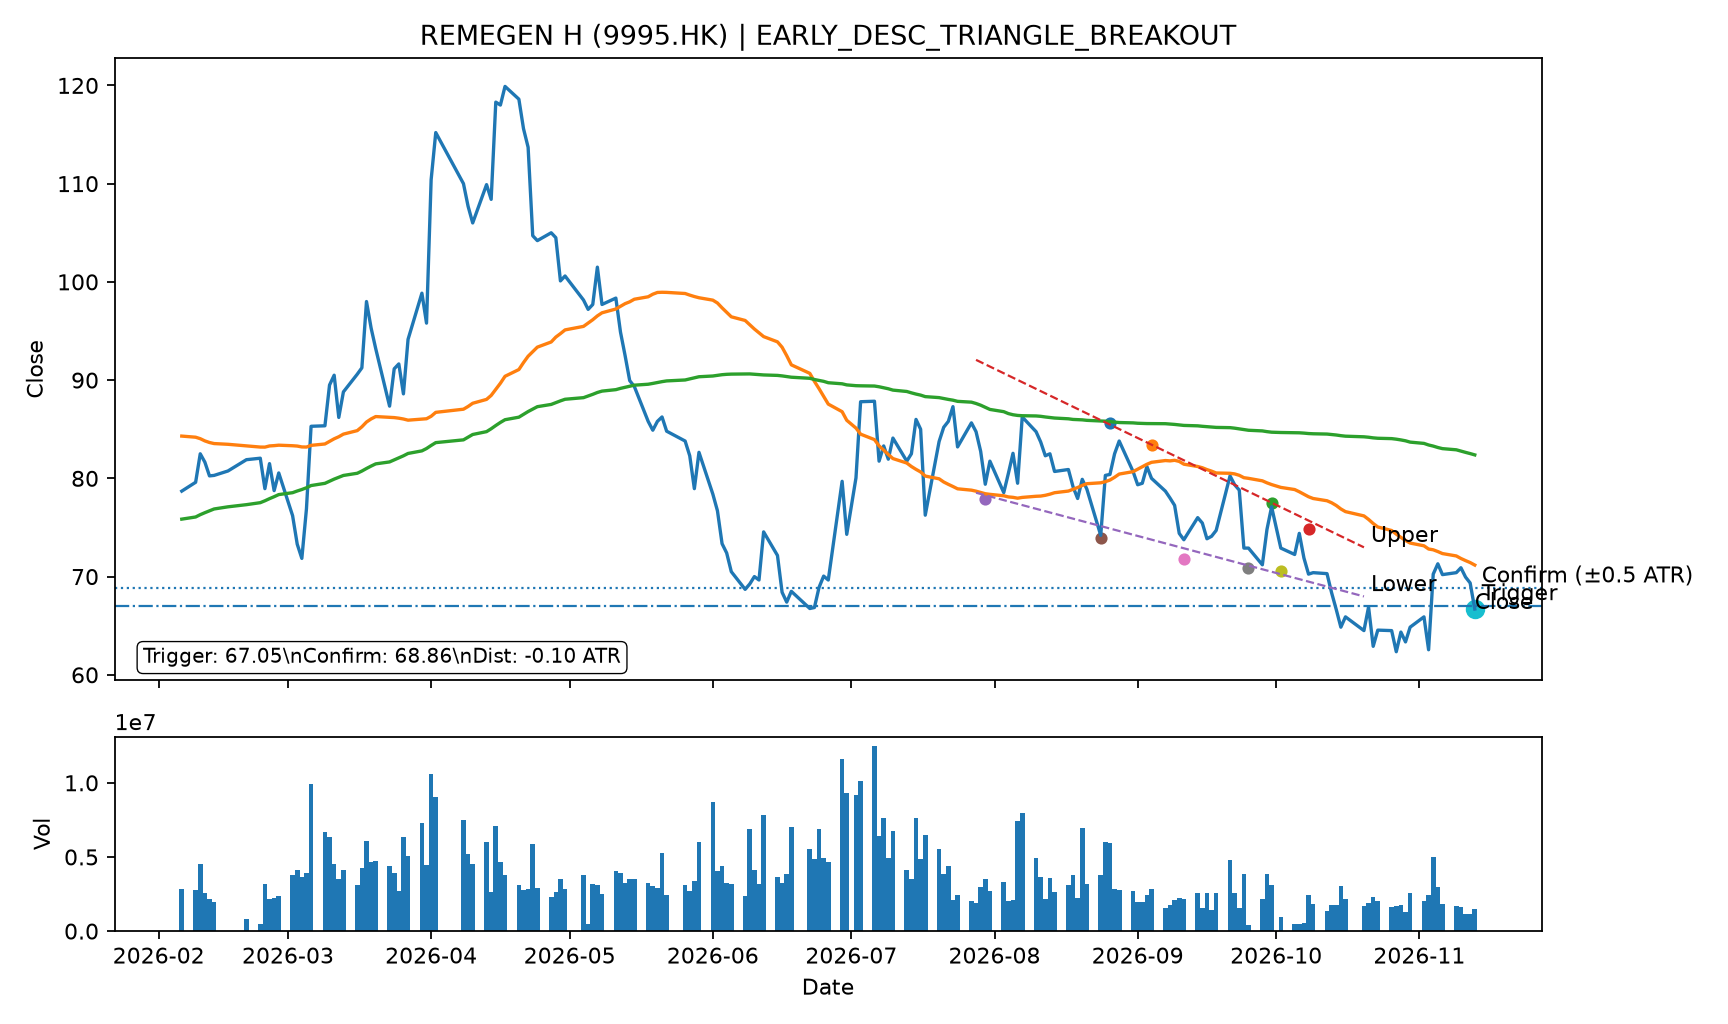 REMEGEN H (9995.HK) | EARLY_DESC_TRIANGLE_BREAKOUT
120
110
100
90
80
70
60
Close
Upper
Lower
Confirm (±0.5 ATR)
Trigger
Close
Trigger: 67.05\nConfirm: 68.86\nDist: -0.10 ATR
1e7
1.0
0.5
0.0
Vol
2026-02 2026-03 2026-04 2026-05 2026-06 2026-07 2026-08 2026-09 2026-10 2026-11
Date